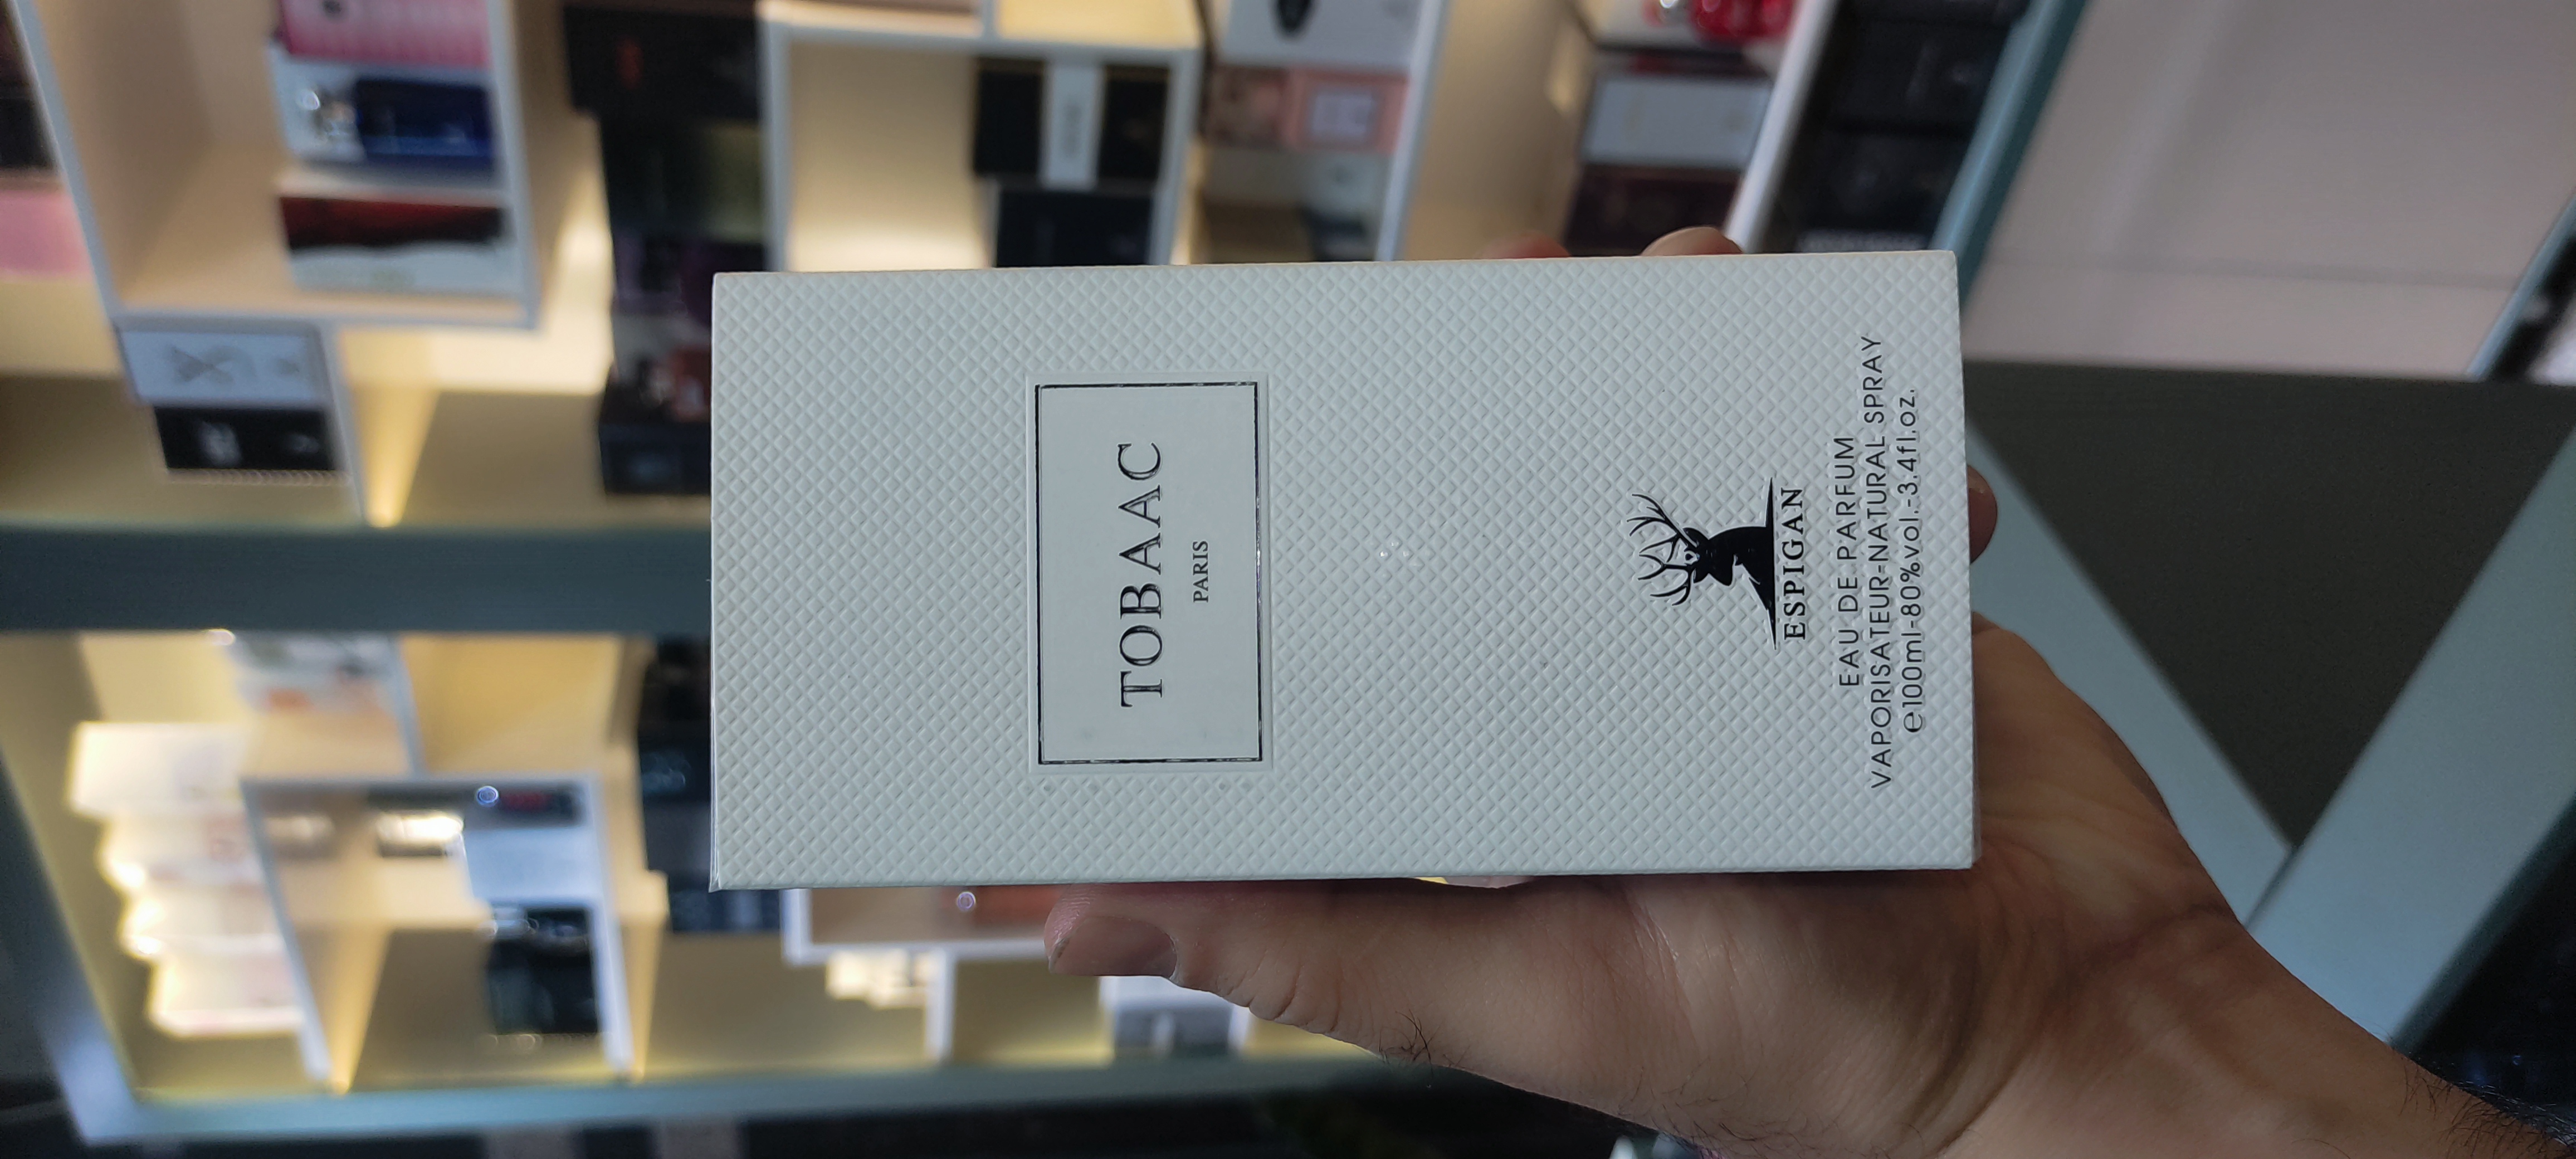 TOBAAC
PARIS
ESPIGAN
EAU DE PARFUM
VAPORISATEUR-NATURAL SPRAY
℮100ml-80%vol.-3.4fl.oz.